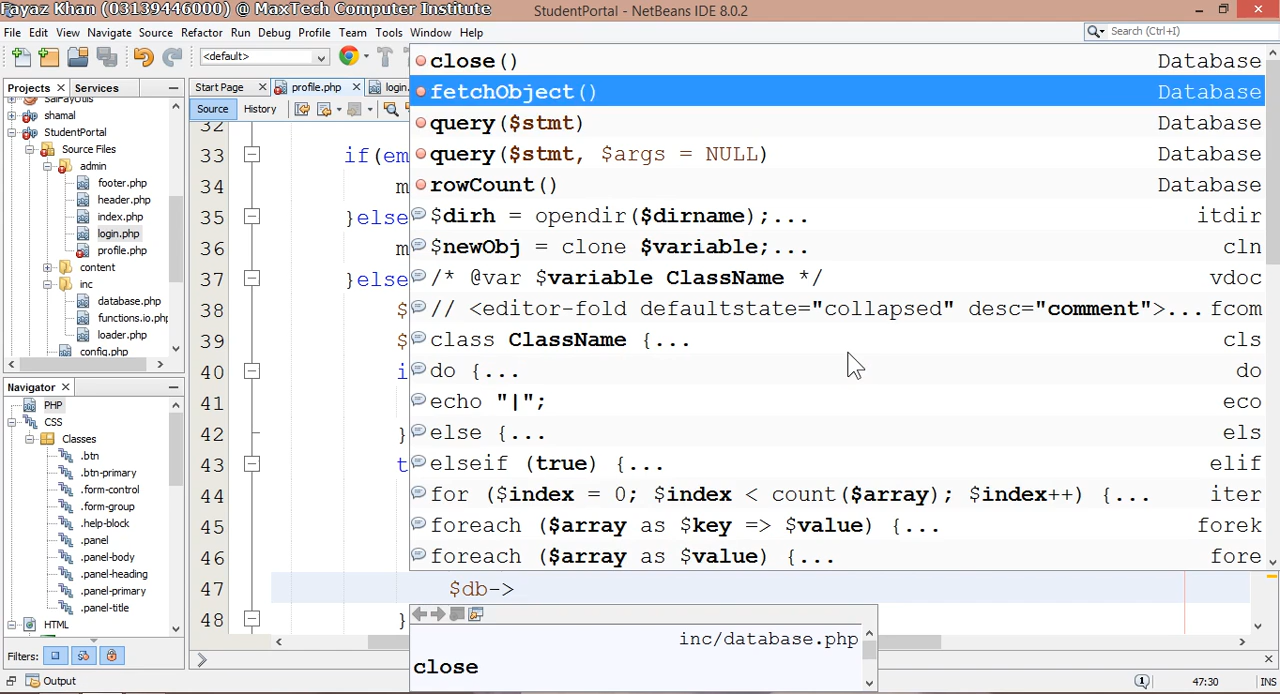 Fayaz Khan (03139446000) @ MaxTech Computer Institute
StudentPortal - NetBeans IDE 8.0.2
File Edit View Navigate Source Refactor Run Debug Profile Team Tools Window Help
Search (Ctrl+I)
<default>
Projects
Services
Start Page
profile.php
login
Source
History
SafPayUtils
shamal
StudentPortal
Source Files
admin
footer.php
header.php
index.php
login.php
profile.php
content
inc
database.php
functions.io.php
loader.php
config.php
Navigator
PHP
CSS
Classes
.btn
.btn-primary
.form-control
.form-group
.help-block
.panel
.panel-body
.panel-heading
.panel-primary
.panel-title
HTML
Filters:
Output
32
33 if(em
34 m
35 }else
36 m
37 }else
38 $
39 $
40 i
41
42 }
43 t
44
45
46
47 $db->
48 }
close() Database
fetchObject() Database
query($stmt) Database
query($stmt, $args = NULL) Database
rowCount() Database
$dirh = opendir($dirname);... itdir
$newObj = clone $variable;... cln
/* @var $variable ClassName */ vdoc
// <editor-fold defaultstate="collapsed" desc="comment">... fcom
class ClassName {... cls
do {... do
echo "|"; eco
else {... els
elseif (true) {... elif
for ($index = 0; $index < count($array); $index++) {... iter
foreach ($array as $key => $value) {... forek
foreach ($array as $value) {... fore
inc/database.php
close
1
47:30
INS